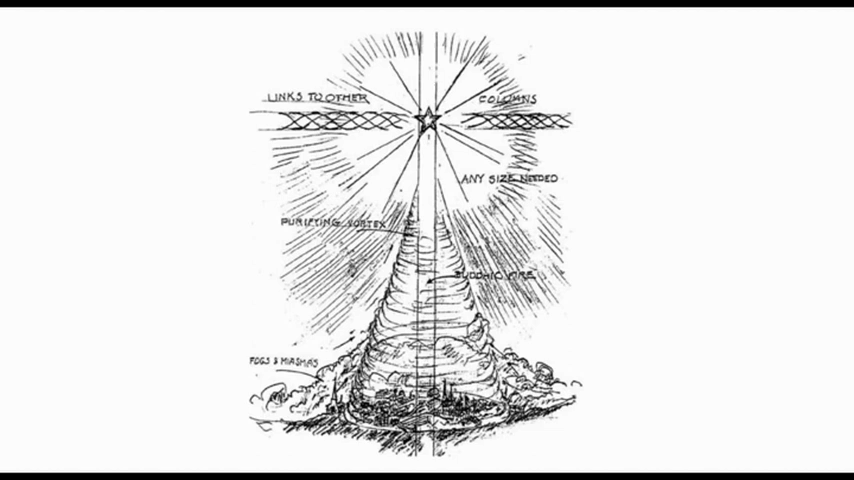 LINKS TO OTHER COLUMNS
ANY SIZE NEEDED
PURIFYING VORTEX
BUDDHIC FIRE
FOGS & MIASMAS